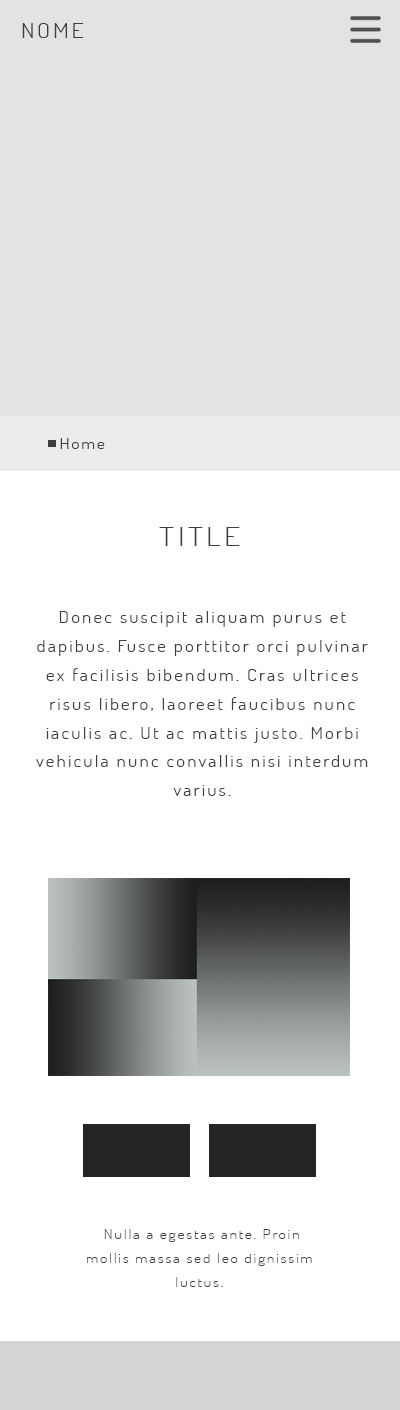 NOME
Home
TITLE
Donec suscipit aliquam purus et
dapibus. Fusce porttitor orci pulvinar
ex facilisis bibendum. Cras ultrices
risus libero, laoreet faucibus nunc
iaculis ac. Ut ac mattis justo. Morbi
vehicula nunc convallis nisi interdum
varius.
Nulla a egestas ante. Proin
mollis massa sed leo dignissim
luctus.